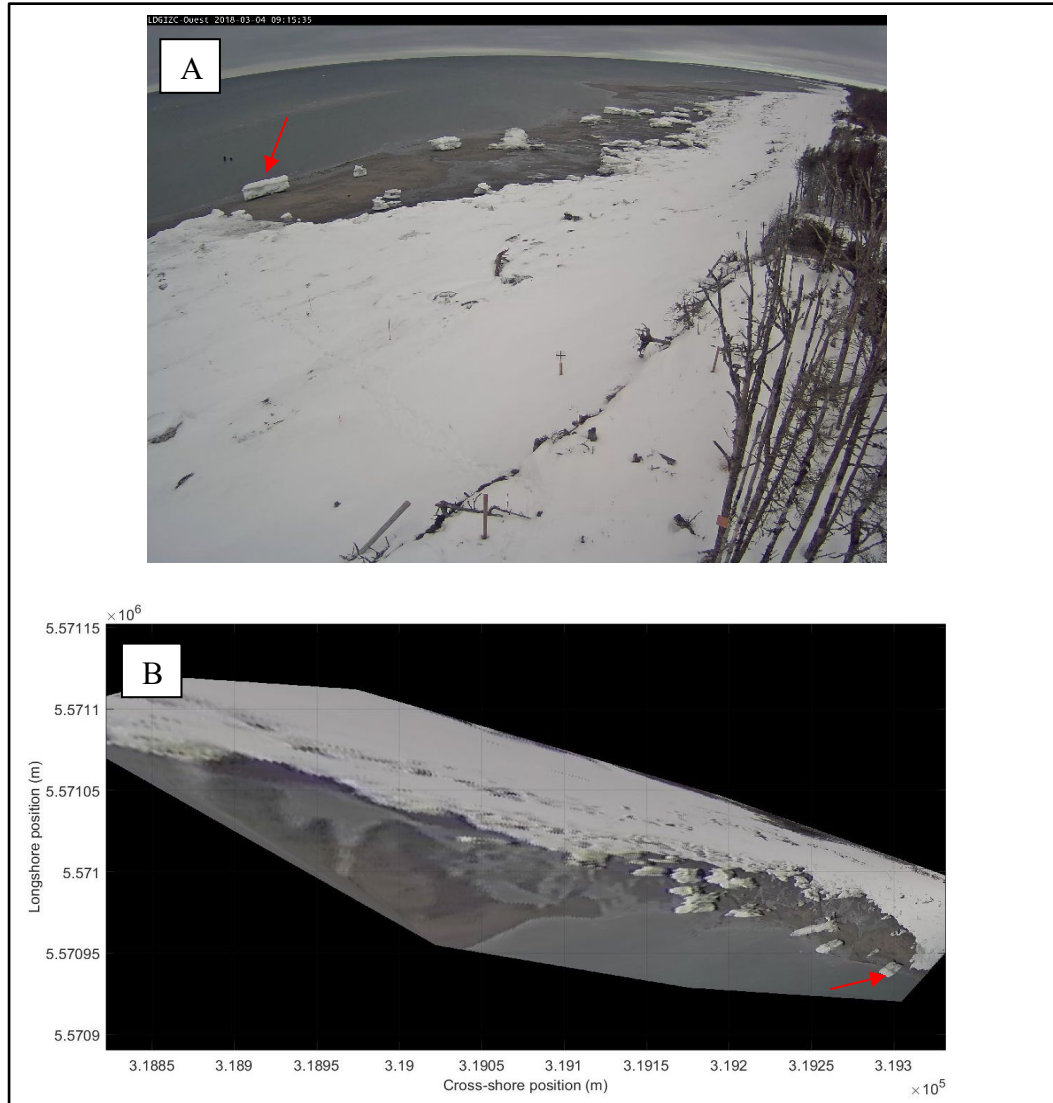 LDGIZC-Ouest 2018-03-04 09:15:35
A
×10^6
B
5.57115
5.5711
5.57105
5.571
5.57095
5.5709
Longshore position (m)
3.1885 3.189 3.1895 3.19 3.1905 3.191 3.1915 3.192 3.1925 3.193
Cross-shore position (m)
×10^5